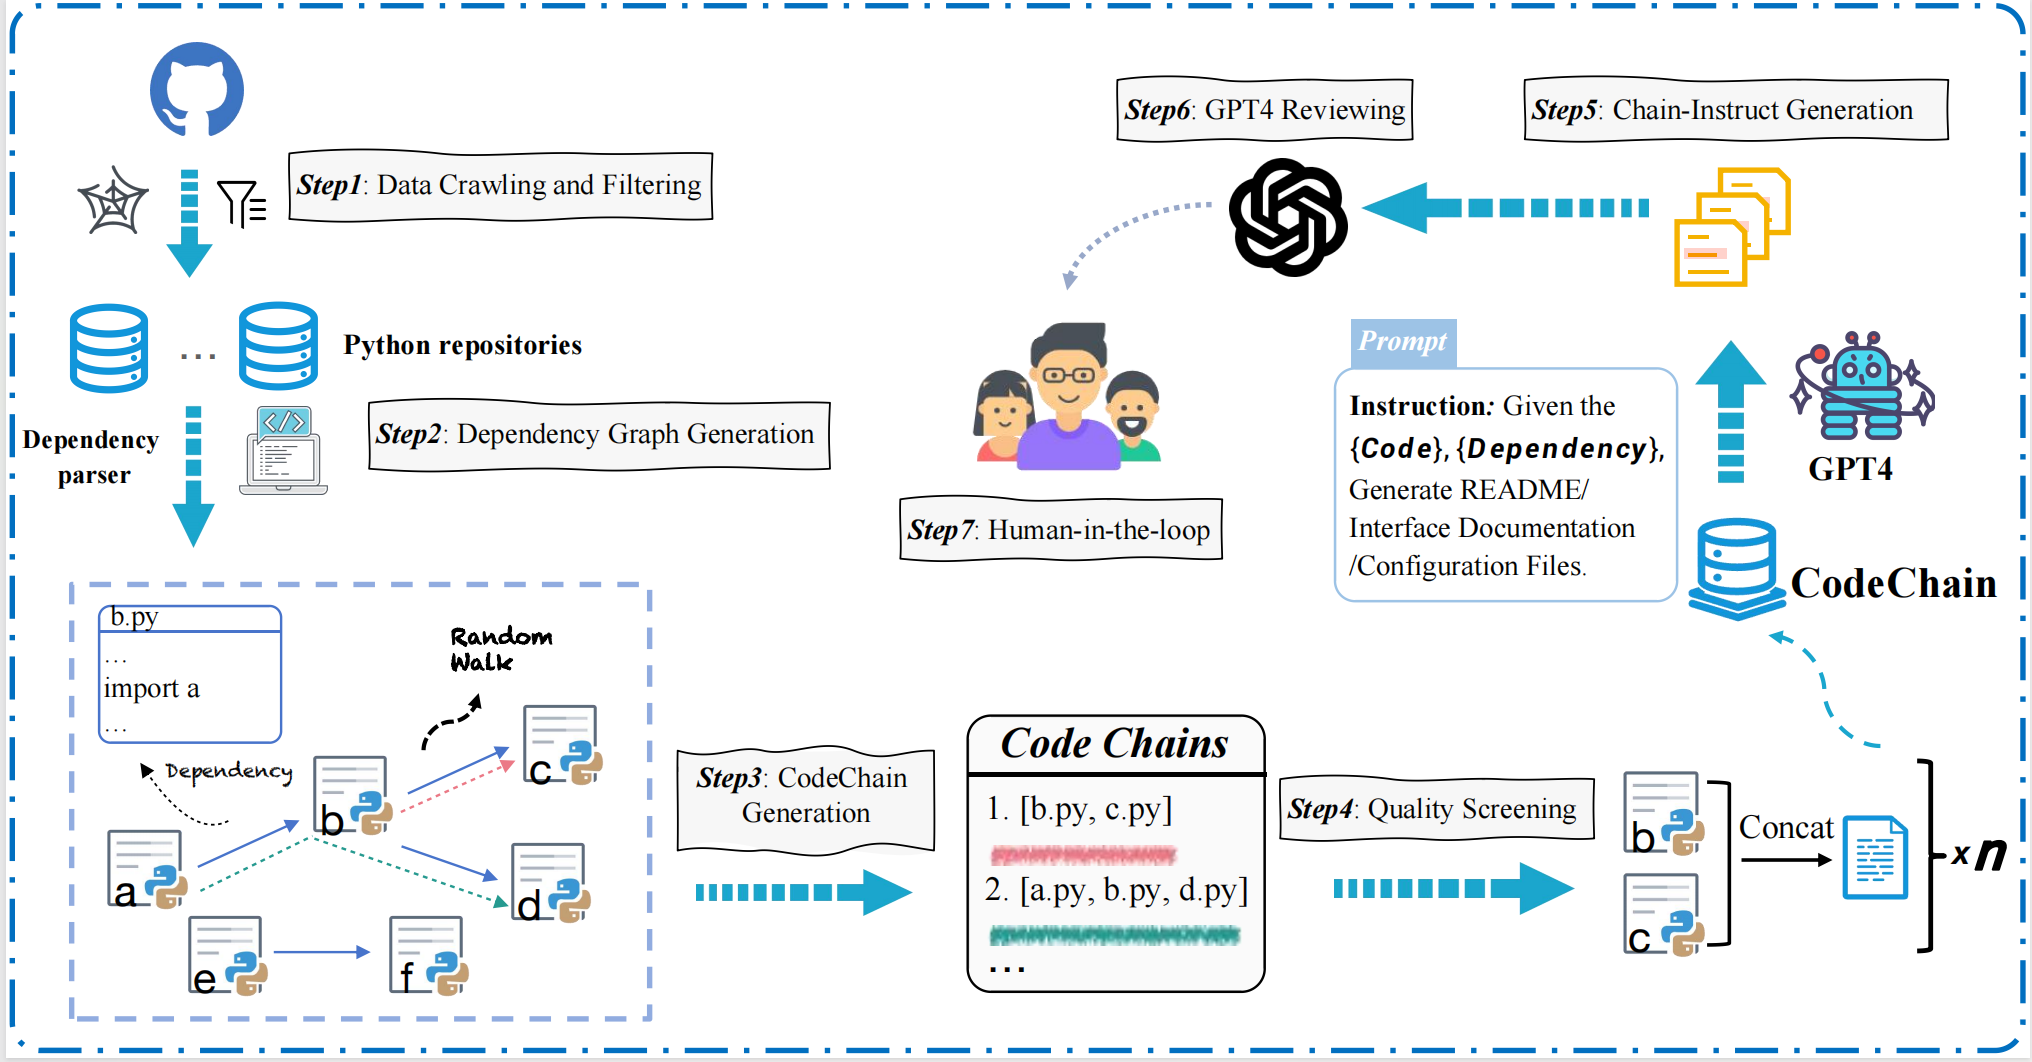 Step1: Data Crawling and Filtering
Python repositories
Dependency
parser
Step2: Dependency Graph Generation
b.py
...
import a
...
Dependency
Random
Walk
a
b
c
d
e
f
Step3: CodeChain
Generation
Code Chains
1. [b.py, c.py]
2. [a.py, b.py, d.py]
...
Step4: Quality Screening
b
c
Concat
x n
CodeChain
GPT4
Prompt
Instruction: Given the
{Code}, {Dependency},
Generate README/
Interface Documentation
/Configuration Files.
Step5: Chain-Instruct Generation
Step6: GPT4 Reviewing
Step7: Human-in-the-loop